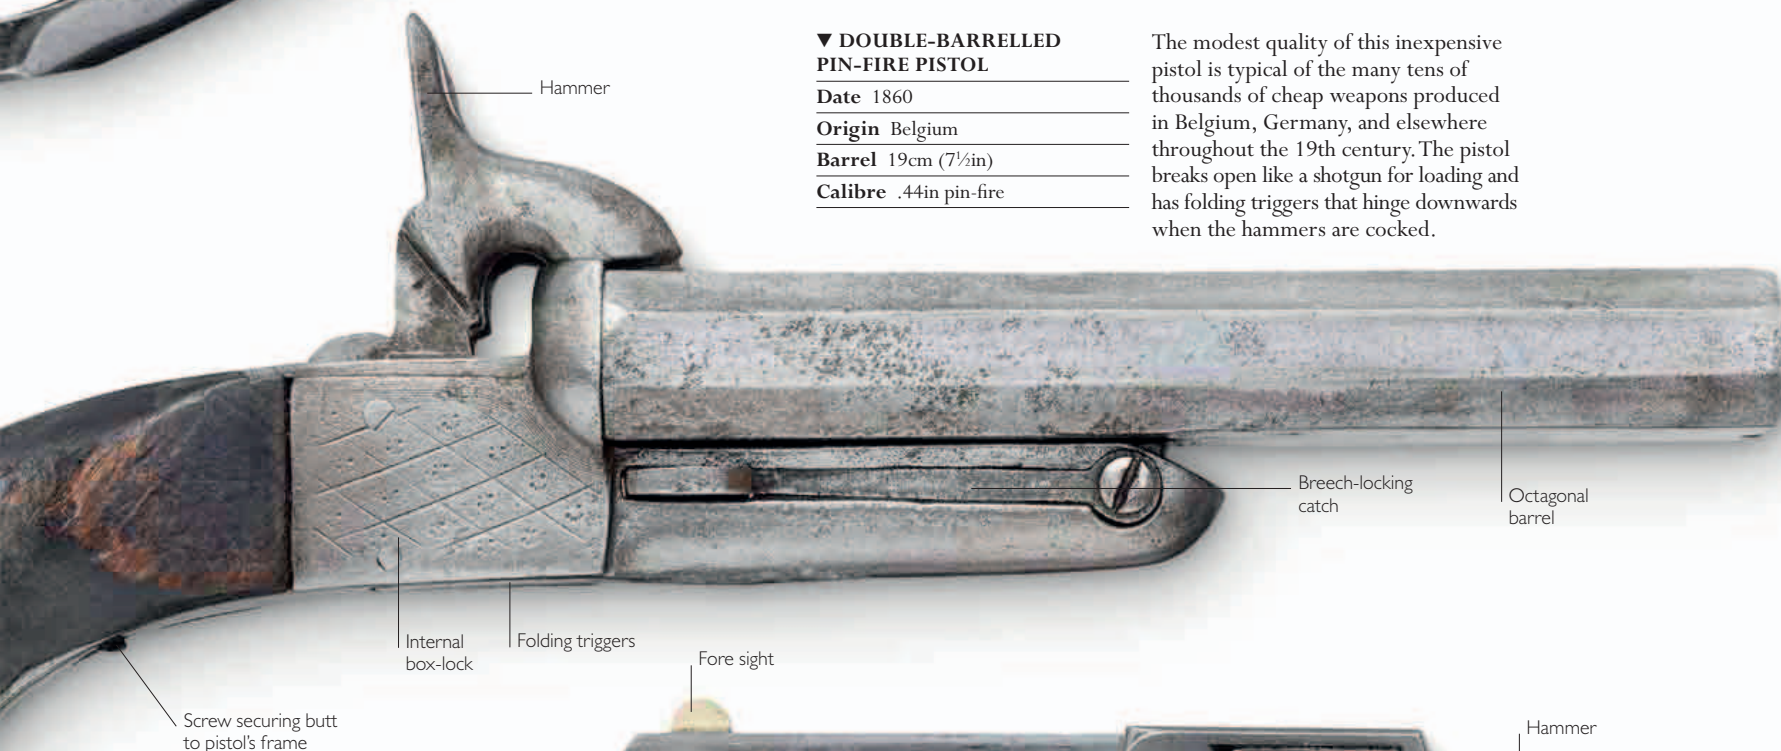 ▼ DOUBLE-BARRELLED
PIN-FIRE PISTOL
Date 1860
Origin Belgium
Barrel 19cm (7½in)
Calibre .44in pin-fire
The modest quality of this inexpensive
pistol is typical of the many tens of
thousands of cheap weapons produced
in Belgium, Germany, and elsewhere
throughout the 19th century. The pistol
breaks open like a shotgun for loading and
has folding triggers that hinge downwards
when the hammers are cocked.
Hammer
Breech-locking
catch
Octagonal
barrel
Internal
box-lock
Folding triggers
Fore sight
Screw securing butt
to pistol's frame
Hammer